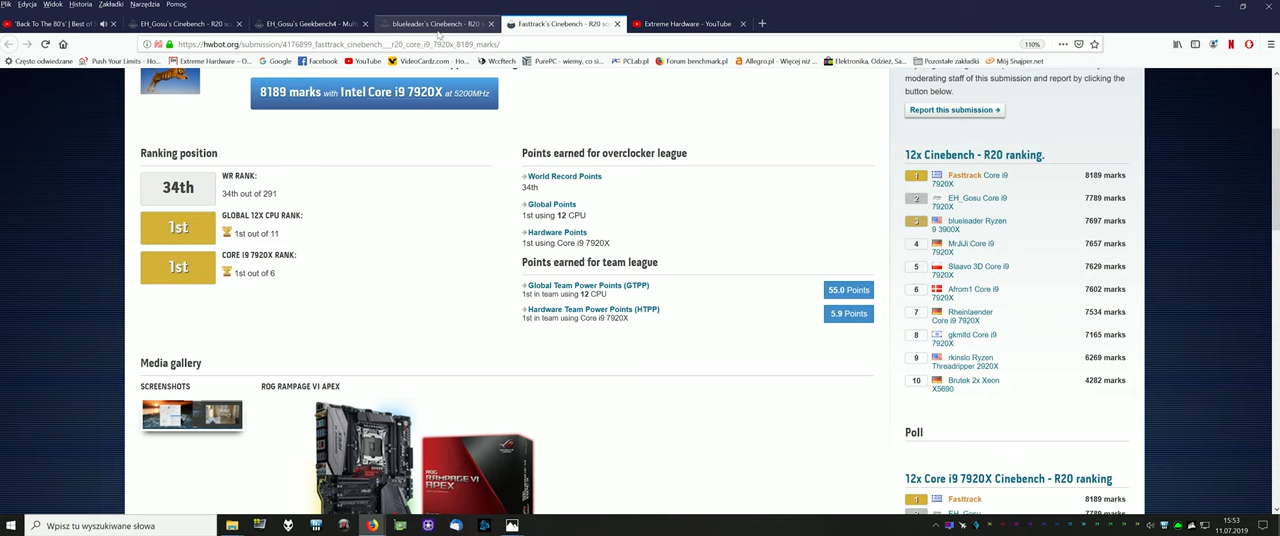 Plik Edycja Widok Historia Zakładki Narzędzia Pomoc
'Back To The 80's' | Best of S
EH_Gosu's Cinebench - R20 sc
EH_Gosu's Geekbench4 - Multi
blueleader's Cinebench - R20 s
Fasttrack's Cinebench - R20 sc
Extreme Hardware - YouTube
https://hwbot.org/submission/4176899_fasttrack_cinebench___r20_core_i9_7920x_8189_marks/
110%
Często odwiedzane
Push Your Limits - Ho...
Extreme Hardware - O...
Google
Facebook
YouTube
VideoCardz.com - Hor...
Wccftech
PurePC - wiemy, co si...
PCLab.pl
Forum benchmark.pl
Allegro.pl - Więcej niż ...
Elektronika, Odzież, Sa...
Pozostałe zakładki
Mój Snajper.net
8189 marks with Intel Core i9 7920X at 5200MHz
Ranking position
34th
WR RANK:
34th out of 291
1st
GLOBAL 12X CPU RANK:
1st out of 11
1st
CORE I9 7920X RANK:
1st out of 6
Points earned for overclocker league
World Record Points
34th
Global Points
1st using 12 CPU
Hardware Points
1st using Core i9 7920X
Points earned for team league
Global Team Power Points (GTPP)
1st in team using 12 CPU
55.0 Points
Hardware Team Power Points (HTPP)
1st in team using Core i9 7920X
5.9 Points
Media gallery
SCREENSHOTS
ROG RAMPAGE VI APEX
ROG
RAMPAGE VI
APEX
moderating staff of this submission and report by clicking the
button below.
Report this submission
12x Cinebench - R20 ranking.
1 Fasttrack Core i9 7920X 8189 marks
2 EH_Gosu Core i9 7920X 7789 marks
3 blueleader Ryzen 9 3900X 7697 marks
4 MrJiJi Core i9 7920X 7657 marks
5 Slaavo 3D Core i9 7920X 7629 marks
6 Afrom1 Core i9 7920X 7602 marks
7 Rheinlaender Core i9 7920X 7534 marks
8 gkmltd Core i9 7920X 7165 marks
9 rkinslo Ryzen Threadripper 2920X 6269 marks
10 Brutek 2x Xeon X5690 4282 marks
Poll
12x Core i9 7920X Cinebench - R20 ranking
1 Fasttrack 8189 marks
EH_Gosu
Wpisz tu wyszukiwane słowa
15:53
11.07.2019